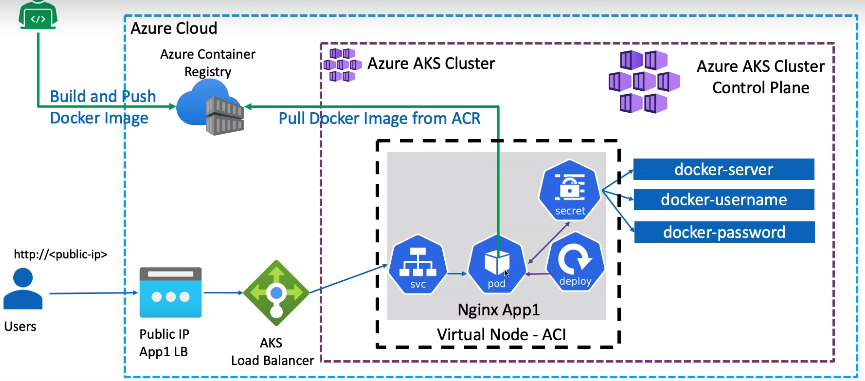 Azure Cloud
Azure Container
Registry
Azure AKS Cluster
Azure AKS Cluster
Control Plane
Build and Push
Docker Image
Pull Docker Image from ACR
docker-server
docker-username
docker-password
secret
http://<public-ip>
svc
pod
deploy
Nginx App1
Virtual Node - ACI
Users
Public IP
App1 LB
AKS
Load Balancer